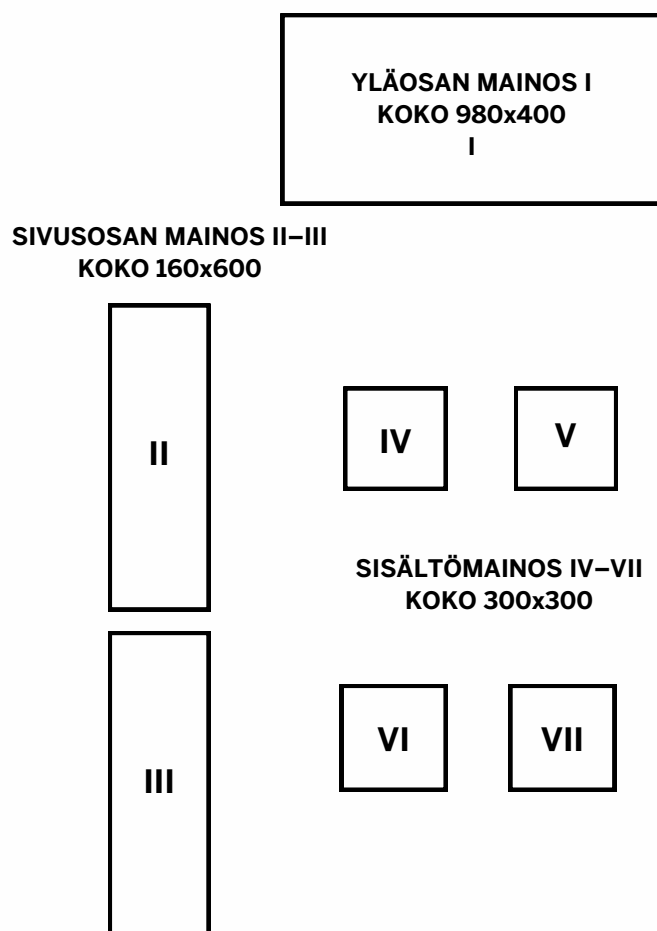 YLÄOSAN MAINOS I
KOKO 980x400
I
SIVUSOSAN MAINOS II–III
KOKO 160x600
II
IV
V
SISÄLTÖMAINOS IV–VII
KOKO 300x300
III
VI
VII